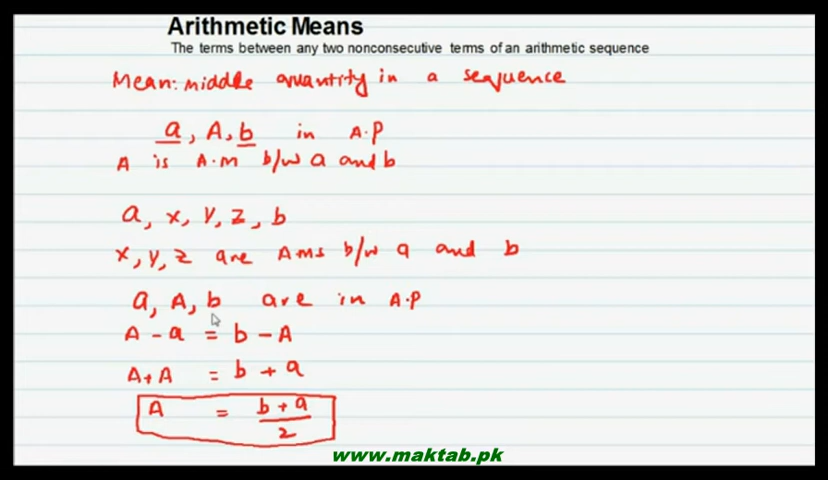 Arithmetic Means
The terms between any two nonconsecutive terms of an arithmetic sequence
Mean: middle quantity in a sequence
a, A, b in A.P
A is A.M b/w a and b
a, x, y, z, b
x, y, z are AMs b/w a and b
a, A, b are in A.P
A - a = b - A
A + A = b + a
A = b + a
2
www.maktab.pk